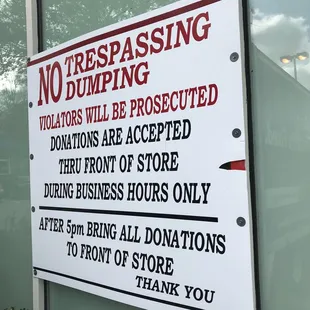 NO TRESPASSING
DUMPING
VIOLATORS WILL BE PROSECUTED
DONATIONS ARE ACCEPTED
THRU FRONT OF STORE
DURING BUSINESS HOURS ONLY
AFTER 5pm BRING ALL DONATIONS
TO FRONT OF STORE
THANK YOU